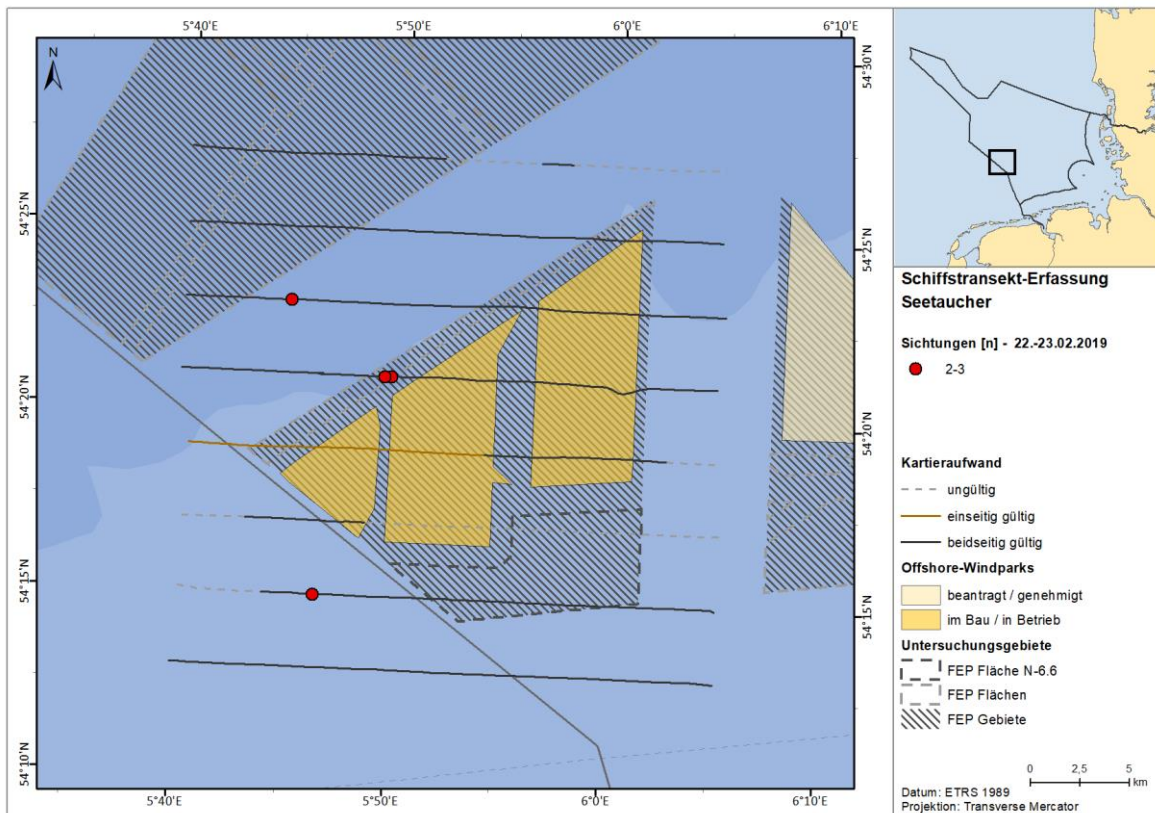 5°40'E
5°50'E
6°0'E
6°10'E
N
54°30'N
54°25'N
54°25'N
54°20'N
54°20'N
54°15'N
54°15'N
54°10'N
5°40'E
5°50'E
6°0'E
6°10'E
Schiffstransekt-Erfassung
Seetaucher
Sichtungen [n] - 22.-23.02.2019
2-3
Kartieraufwand
ungültig
einseitig gültig
beidseitig gültig
Offshore-Windparks
beantragt / genehmigt
im Bau / in Betrieb
Untersuchungsgebiete
FEP Fläche N-6.6
FEP Flächen
FEP Gebiete
0 2,5 5
km
Datum: ETRS 1989
Projektion: Transverse Mercator